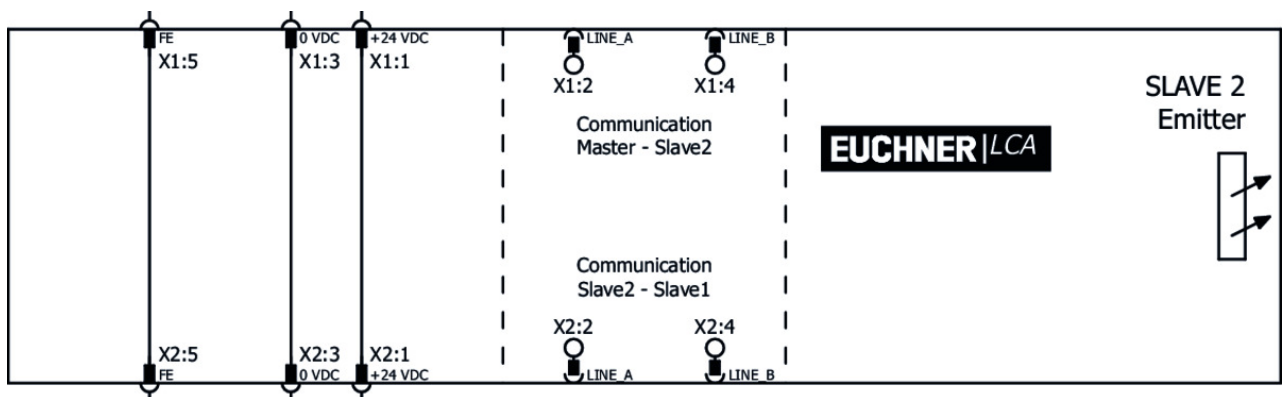 FE 0 VDC +24 VDC LINE_A LINE_B
X1:5 X1:3 X1:1
X1:2 X1:4
SLAVE 2
Emitter
Communication
Master - Slave2
EUCHNER|LCA
Communication
Slave2 - Slave1
X2:2 X2:4
X2:5 X2:3 X2:1
FE 0 VDC +24 VDC LINE_A LINE_B